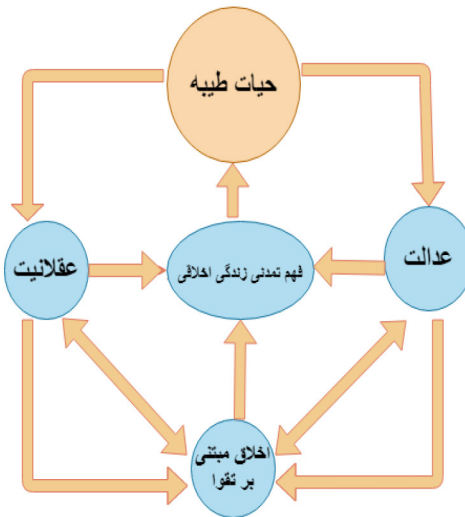 حیات طیبه
عقلانیت
فهم تمدنی زندگی اخلاقی
عدالت
اخلاق مبتنی
بر تقوا